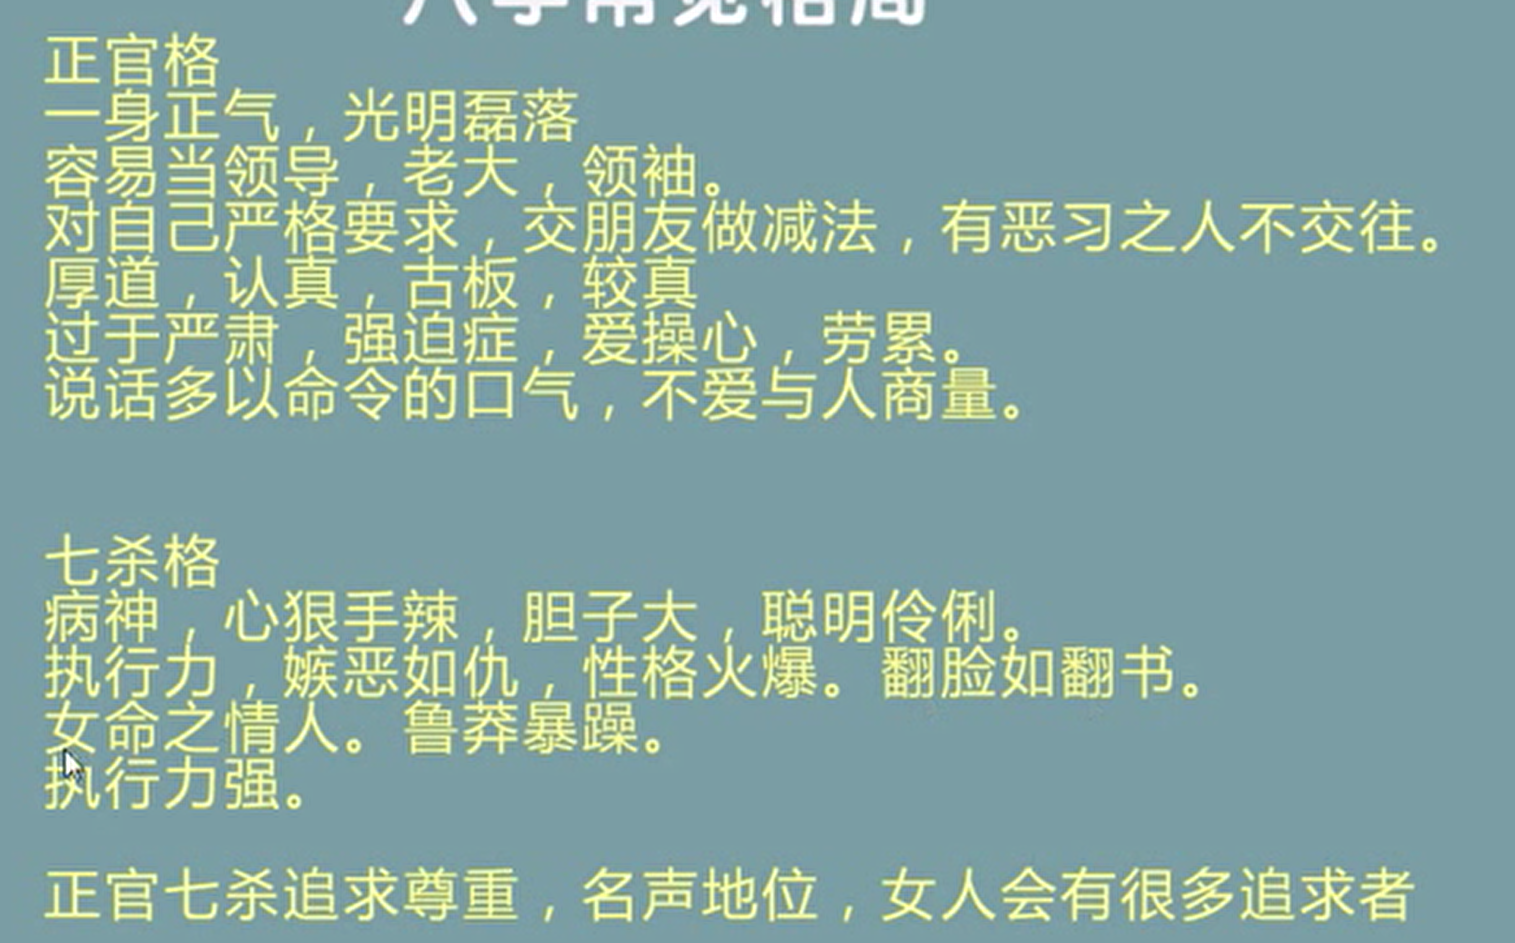 八字常见格局
正官格
一身正气，光明磊落
容易当领导，老大，领袖。
对自己严格要求，交朋友做减法，有恶习之人不交往。
厚道，认真，古板，较真
过于严肃，强迫症，爱操心，劳累。
说话多以命令的口气，不爱与人商量。
七杀格
病神，心狠手辣，胆子大，聪明伶俐。
执行力，嫉恶如仇，性格火爆。翻脸如翻书。
女命之情人。鲁莽暴躁。
执行力强。
正官七杀追求尊重，名声地位，女人会有很多追求者